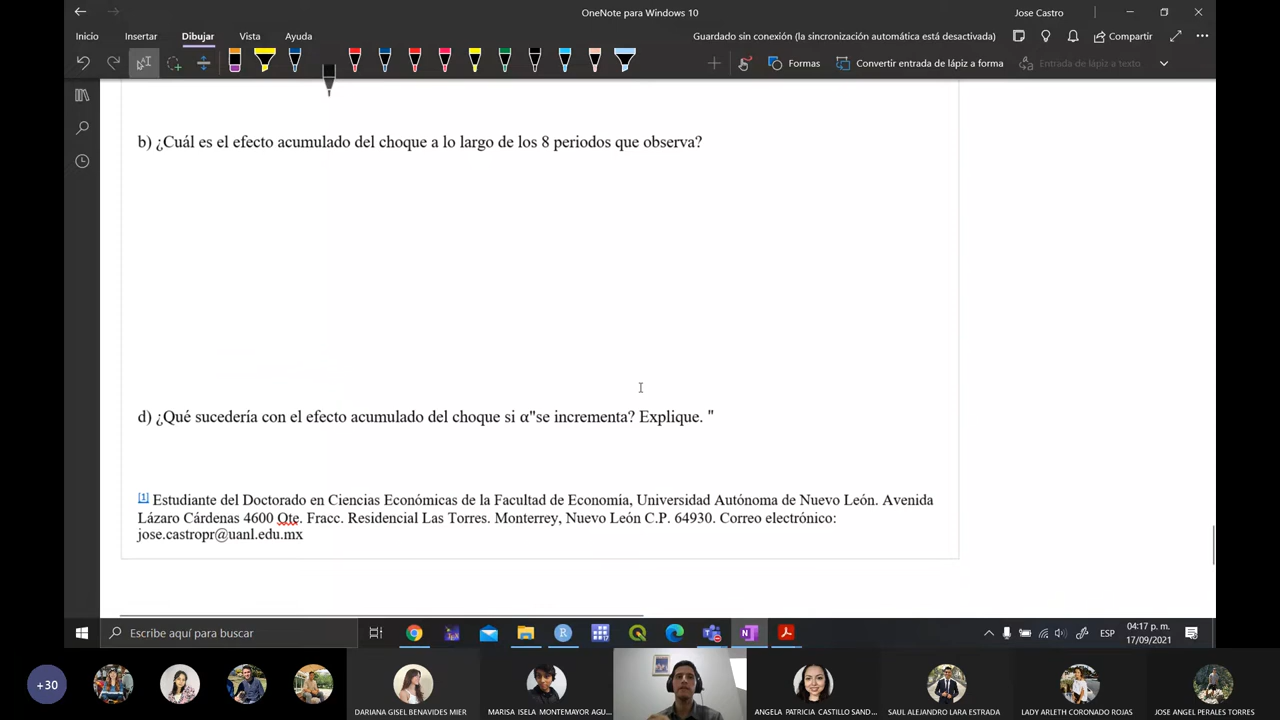 OneNote para Windows 10
Jose Castro
Inicio Insertar Dibujar Vista Ayuda
Guardado sin conexión (la sincronización automática está desactivada)
Compartir
Formas
Convertir entrada de lápiz a forma
Entrada de lápiz a texto
b) ¿Cuál es el efecto acumulado del choque a lo largo de los 8 periodos que observa?
d) ¿Qué sucedería con el efecto acumulado del choque si α"se incrementa? Explique. "
[1] Estudiante del Doctorado en Ciencias Económicas de la Facultad de Economía, Universidad Autónoma de Nuevo León. Avenida
Lázaro Cárdenas 4600 Ote. Fracc. Residencial Las Torres. Monterrey, Nuevo León C.P. 64930. Correo electrónico:
jose.castropr@uanl.edu.mx
Escribe aquí para buscar
ESP
04:17 p. m.
17/09/2021
+30
DARIANA GISEL BENAVIDES MIER
MARISA ISELA MONTEMAYOR AGU...
ANGELA PATRICIA CASTILLO SAND...
SAUL ALEJANDRO LARA ESTRADA
LADY ARLETH CORONADO ROJAS
JOSE ANGEL PERALES TORRES